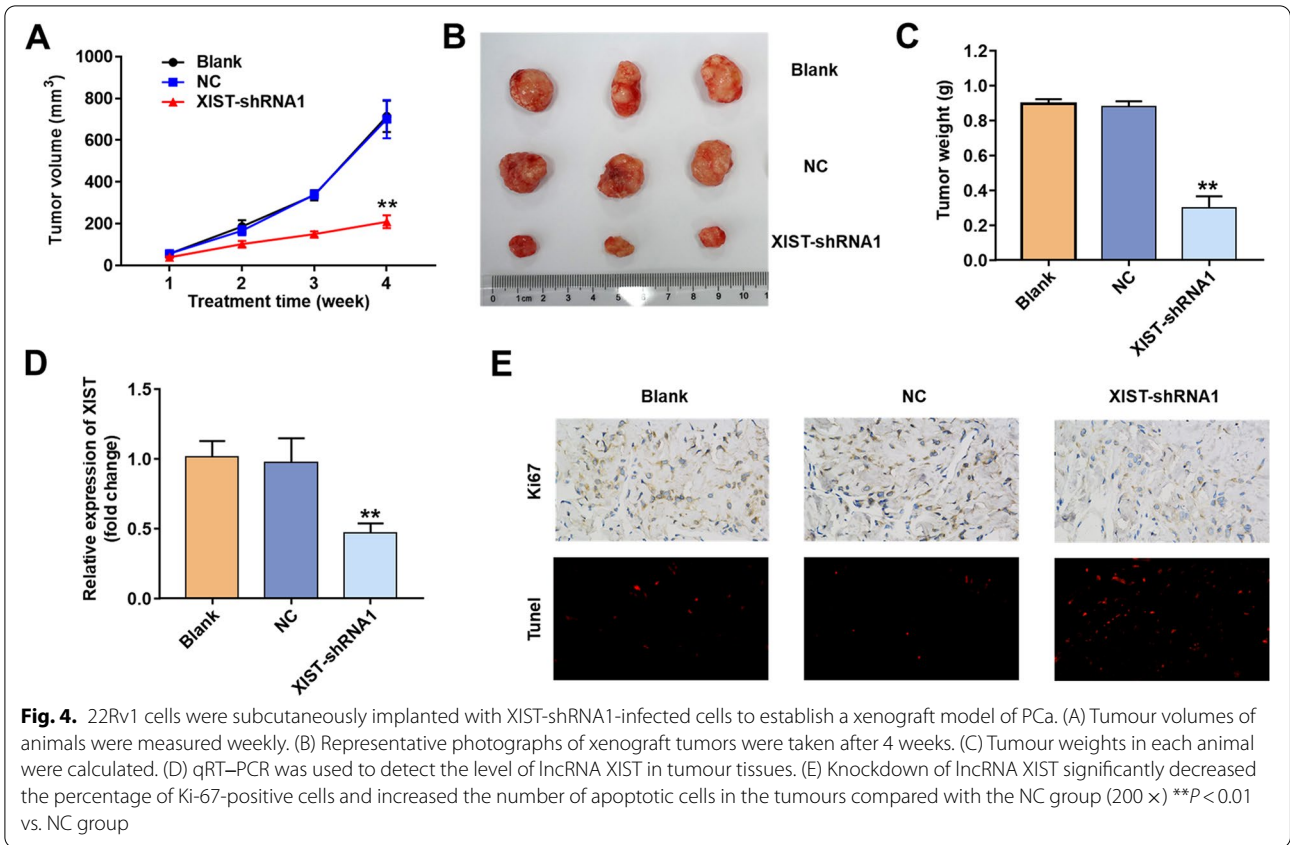 A
Tumor volume (mm³)
1000
800
600
400
200
0
Blank
NC
XIST-shRNA1
**
1 2 3 4
Treatment time (week)
B
Blank
NC
XIST-shRNA1
0 1cm 2 3 4 5 6 7 8 9 10
C
Tumor weight (g)
1.2
0.9
0.6
0.4
0.2
0.0
**
Blank
NC
XIST-shRNA1
D
Relative expression of XIST
(fold change)
1.5
1.0
0.5
0.0
**
Blank
NC
XIST-shRNA1
E
Blank NC XIST-shRNA1
Ki67
Tunel
Fig. 4. 22Rv1 cells were subcutaneously implanted with XIST-shRNA1-infected cells to establish a xenograft model of PCa. (A) Tumour volumes of
animals were measured weekly. (B) Representative photographs of xenograft tumors were taken after 4 weeks. (C) Tumour weights in each animal
were calculated. (D) qRT–PCR was used to detect the level of lncRNA XIST in tumour tissues. (E) Knockdown of lncRNA XIST significantly decreased
the percentage of Ki-67-positive cells and increased the number of apoptotic cells in the tumours compared with the NC group (200 ×) **P < 0.01
vs. NC group